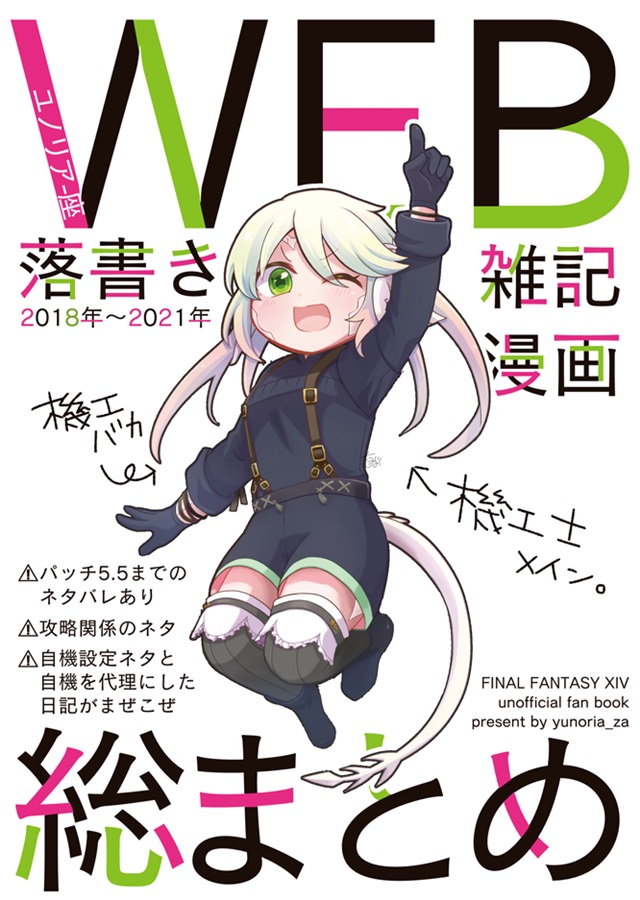 WEB
ユノリア-座
落書き
2018年〜2021年
雑記
漫画
機工
バカ
機工士
メイン。
⚠パッチ5.5までの
ネタバレあり
⚠攻略関係のネタ
⚠自機設定ネタと
自機を代理にした
日記がまぜこぜ
FINAL FANTASY XIV
unofficial fan book
present by yunoria_za
総まとめ